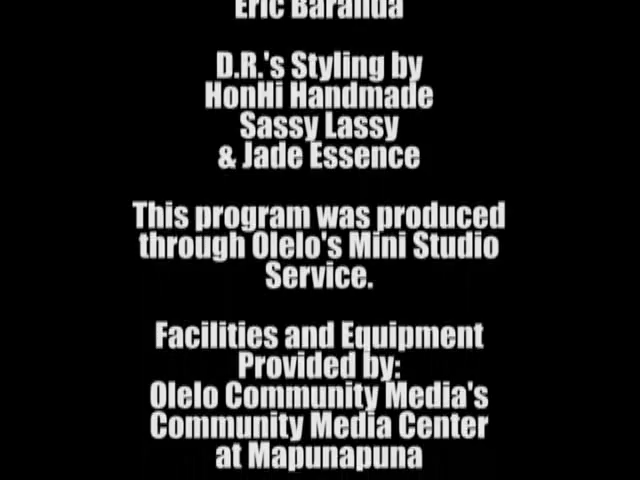 Eric Baranda
D.R.'s Styling by
HonHi Handmade
Sassy Lassy
& Jade Essence
This program was produced
through Olelo's Mini Studio
Service.
Facilities and Equipment
Provided by:
Olelo Community Media's
Community Media Center
at Mapunapuna